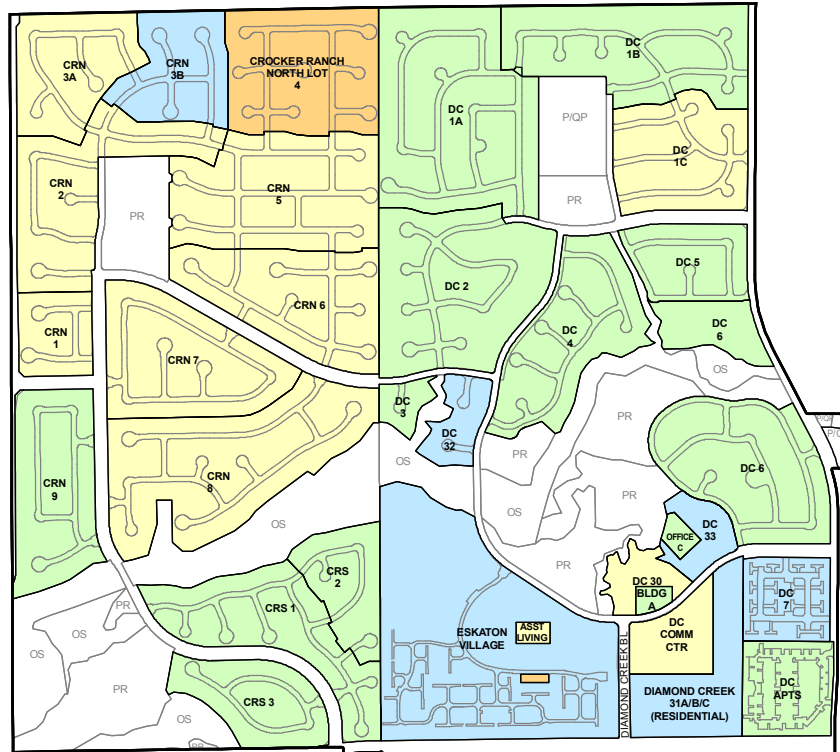 CRN
3A
CRN
3B
CROCKER RANCH
NORTH LOT
4
DC
1B
DC
1A
P/QP
DC
1C
CRN
2
CRN
5
PR
PR
DC 2
DC 5
CRN 6
DC
4
DC
6
CRN
1
CRN 7
OS
DC
3
DC
32
PR
PR
OS
CRN
8
CRN
9
DC 6
PR
OS
OS
DC
33
OFFICE
C
PR
DC 30
BLDG
A
CRS
2
CRS 1
PR
OS
OS
DC
7
ASST
LIVING
ESKATON
VILLAGE
DC
COMM
CTR
DIAMOND CREEK BL
PR
CRS 3
OS
DIAMOND CREEK
31A/B/C
(RESIDENTIAL)
DC
APTS